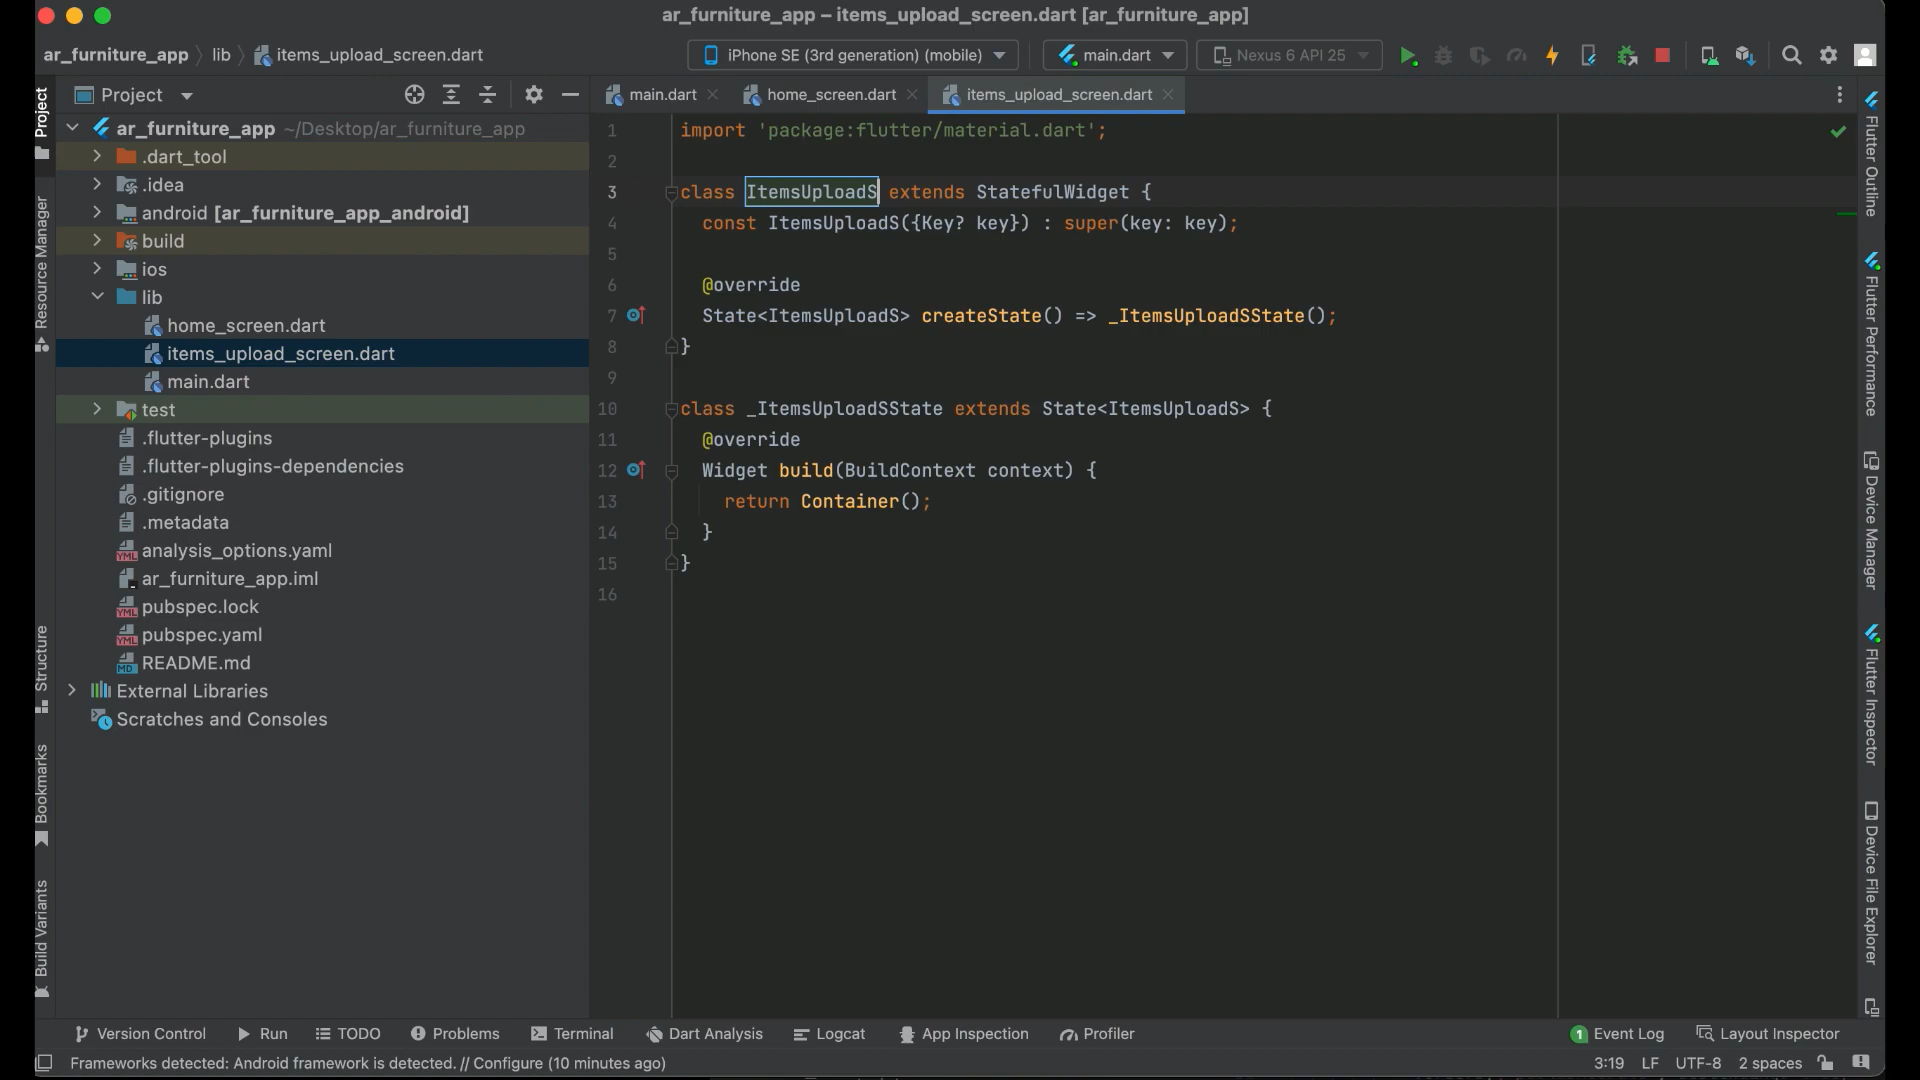 ar_furniture_app – items_upload_screen.dart [ar_furniture_app]
ar_furniture_app
lib
items_upload_screen.dart
iPhone SE (3rd generation) (mobile)
main.dart
Nexus 6 API 25
Project
Project
Resource Manager
Structure
Bookmarks
Build Variants
ar_furniture_app ~/Desktop/ar_furniture_app
.dart_tool
.idea
android [ar_furniture_app_android]
build
ios
lib
home_screen.dart
items_upload_screen.dart
main.dart
test
.flutter-plugins
.flutter-plugins-dependencies
.gitignore
.metadata
analysis_options.yaml
ar_furniture_app.iml
pubspec.lock
pubspec.yaml
README.md
External Libraries
Scratches and Consoles
main.dart
home_screen.dart
items_upload_screen.dart
1 import 'package:flutter/material.dart';
2
3 class ItemsUploadS extends StatefulWidget {
4 const ItemsUploadS({Key? key}) : super(key: key);
5
6 @override
7 State<ItemsUploadS> createState() => _ItemsUploadSState();
8 }
9
10 class _ItemsUploadSState extends State<ItemsUploadS> {
11 @override
12 Widget build(BuildContext context) {
13 return Container();
14 }
15 }
16
Flutter Outline
Flutter Performance
Device Manager
Flutter Inspector
Device File Explorer
Version Control
Run
TODO
Problems
Terminal
Dart Analysis
Logcat
App Inspection
Profiler
1 Event Log
Layout Inspector
Frameworks detected: Android framework is detected. // Configure (10 minutes ago)
3:19 LF UTF-8 2 spaces